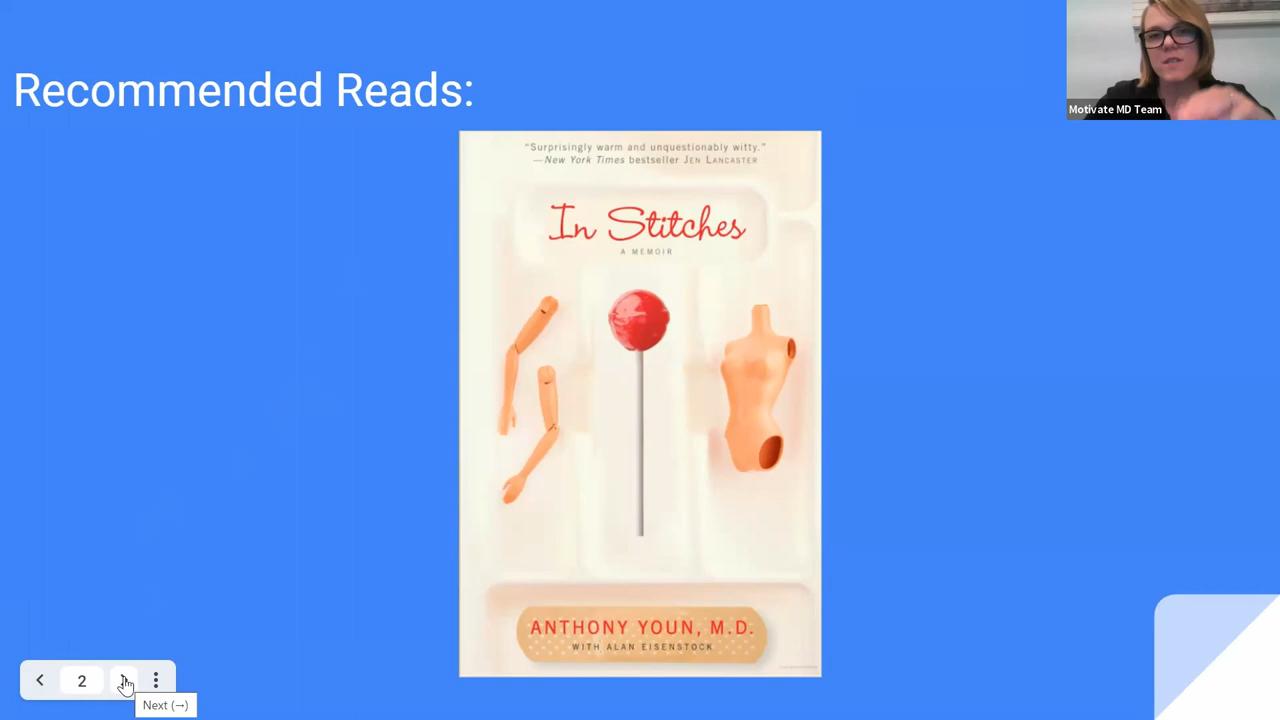 Recommended Reads:
Motivate MD Team
"Surprisingly warm and unquestionably witty."
—New York Times bestseller JEN LANCASTER
In Stitches
A MEMOIR
ANTHONY YOUN, M.D.
WITH ALAN EISENSTOCK
2
Next (→)